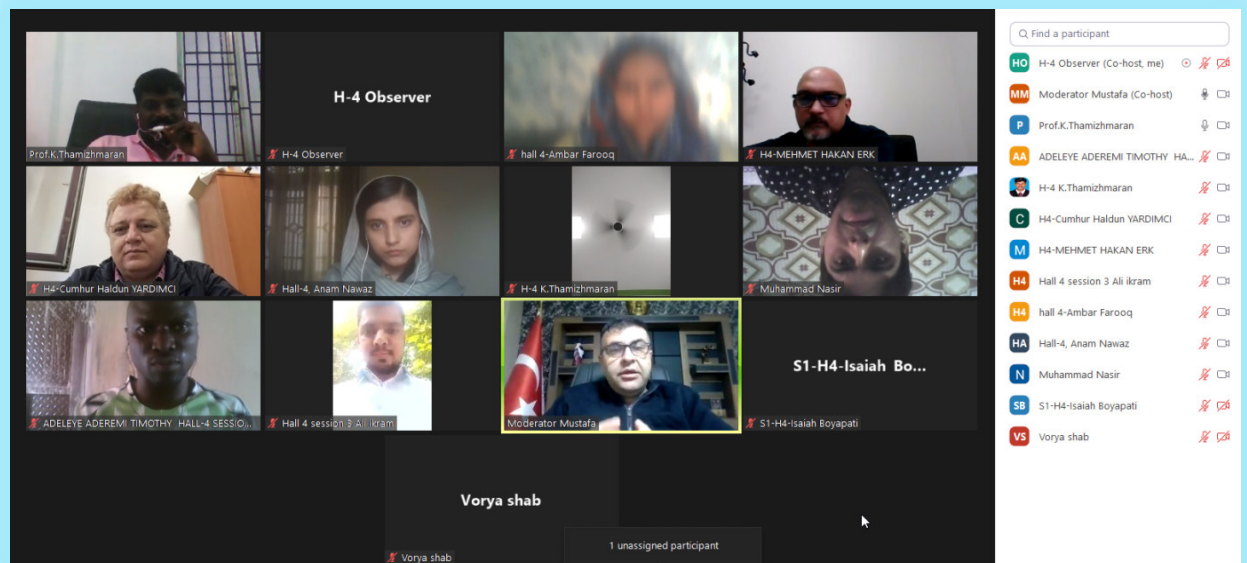 Prof.K.Thamizhmaran
H-4 Observer
H-4 Observer
hall 4-Ambar Farooq
H4-MEHMET HAKAN ERK
H4-Cumhur Haldun YARDIMCI
Hall-4, Anam Nawaz
H-4 K.Thamizhmaran
Muhammad Nasir
ADELEYE ADEREMI TIMOTHY HALL-4 SESSIO...
Hall 4 session 3 Ali ikram
Moderator Mustafa
S1-H4-Isaiah Bo...
S1-H4-Isaiah Boyapati
Vorya shab
Vorya shab
1 unassigned participant
Find a participant
HO H-4 Observer (Co-host, me)
MM Moderator Mustafa (Co-host)
P Prof.K.Thamizhmaran
AA ADELEYE ADEREMI TIMOTHY HA...
H-4 K.Thamizhmaran
C H4-Cumhur Haldun YARDIMCI
M H4-MEHMET HAKAN ERK
H4 Hall 4 session 3 Ali ikram
H4 hall 4-Ambar Farooq
HA Hall-4, Anam Nawaz
N Muhammad Nasir
SB S1-H4-Isaiah Boyapati
VS Vorya shab